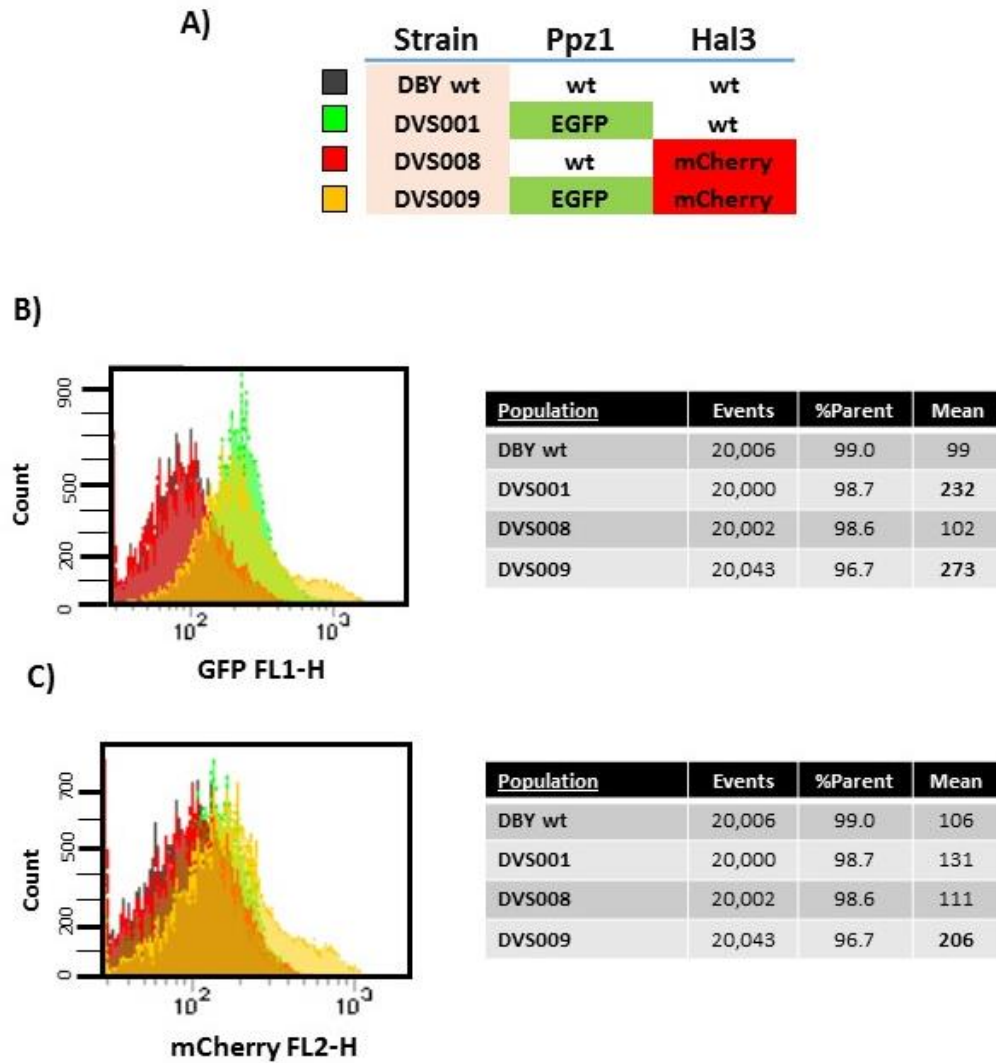 A)
Strain Ppz1 Hal3
DBY wt wt wt
DVS001 EGFP wt
DVS008 wt mCherry
DVS009 EGFP mCherry
B)
900
500
200
0
Count
10²
10³
GFP FL1-H
Population Events %Parent Mean
DBY wt 20,006 99.0 99
DVS001 20,000 98.7 232
DVS008 20,002 98.6 102
DVS009 20,043 96.7 273
C)
700
500
200
0
Count
10²
10³
mCherry FL2-H
Population Events %Parent Mean
DBY wt 20,006 99.0 106
DVS001 20,000 98.7 131
DVS008 20,002 98.6 111
DVS009 20,043 96.7 206